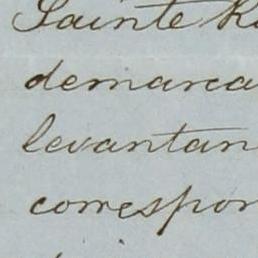 Sainte R
demarca
levantan
correspon